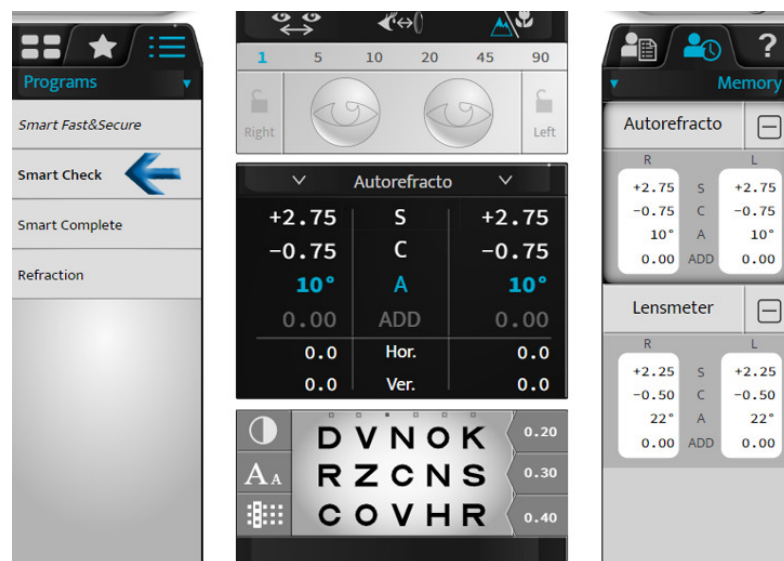 Programs
Smart Fast&Secure
Smart Check
Smart Complete
Refraction
1 5 10 20 45 90
Right Left
Autorefracto
+2.75 S +2.75
−0.75 C −0.75
10° A 10°
0.00 ADD 0.00
0.0 Hor. 0.0
0.0 Ver. 0.0
D V N O K 0.20
AA R Z C N S 0.30
C O V H R 0.40
?
Memory
Autorefracto
R L
+2.75 S +2.75
−0.75 C −0.75
10° A 10°
0.00 ADD 0.00
Lensmeter
R L
+2.25 S +2.25
−0.50 C −0.50
22° A 22°
0.00 ADD 0.00